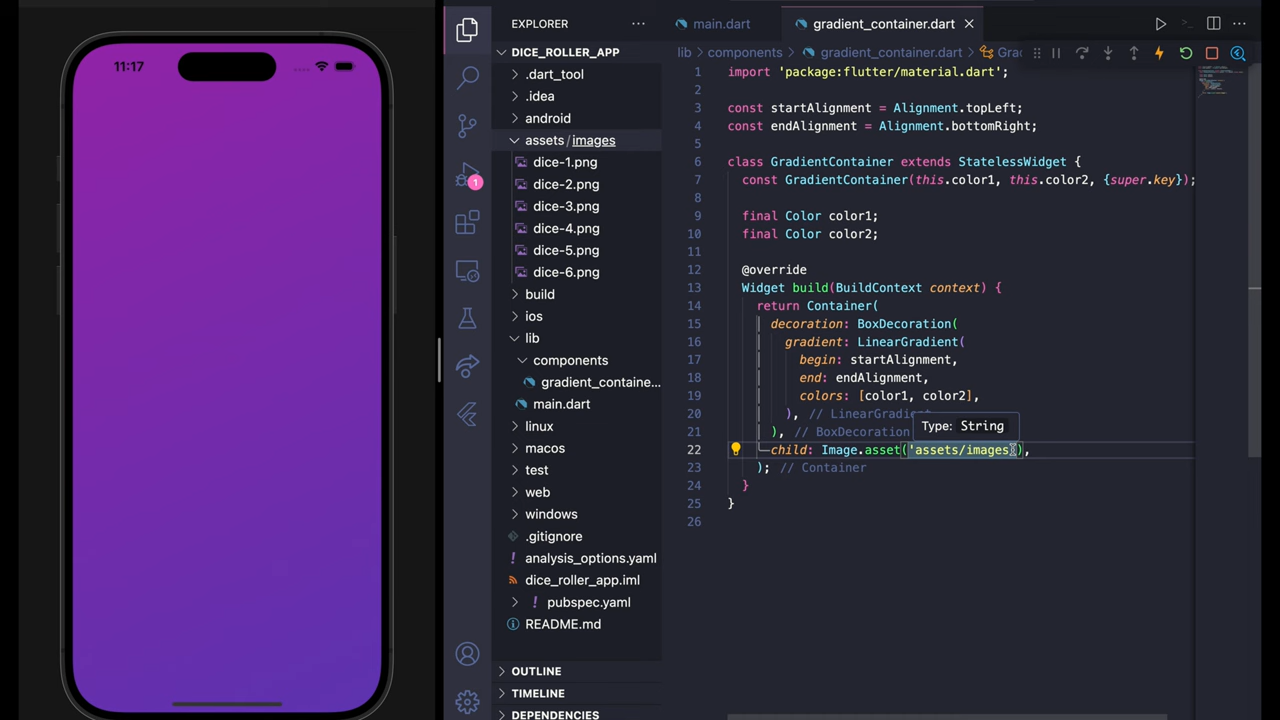 11:17
EXPLORER
DICE_ROLLER_APP
.dart_tool
.idea
android
assets / images
dice-1.png
dice-2.png
dice-3.png
dice-4.png
dice-5.png
dice-6.png
build
ios
lib
components
gradient_containe...
main.dart
linux
macos
test
web
windows
.gitignore
! analysis_options.yaml
dice_roller_app.iml
! pubspec.yaml
README.md
OUTLINE
TIMELINE
DEPENDENCIES
1
main.dart
gradient_container.dart
lib > components > gradient_container.dart >
1 import 'package:flutter/material.dart';
2
3 const startAlignment = Alignment.topLeft;
4 const endAlignment = Alignment.bottomRight;
5
6 class GradientContainer extends StatelessWidget {
7 const GradientContainer(this.color1, this.color2, {super.key});
8
9 final Color color1;
10 final Color color2;
11
12 @override
13 Widget build(BuildContext context) {
14 return Container(
15 decoration: BoxDecoration(
16 gradient: LinearGradient(
17 begin: startAlignment,
18 end: endAlignment,
19 colors: [color1, color2],
20 ), // LinearGradient
21 ), // BoxDecoration
Type: String
22 child: Image.asset('assets/images'),
23 ); // Container
24 }
25 }
26